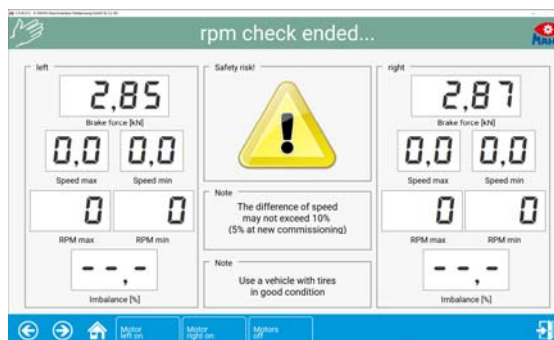 rpm check ended...
MAHA
left
2,85
Brake force [kN]
0,0 0,0
Speed max Speed min
0 0
RPM max RPM min
--,-
Imbalance [%]
Safety risk!
Note
The difference of speed
may not exceed 10%
(5% at new commissioning)
Note
Use a vehicle with tires
in good condition
right
2,87
Brake force [kN]
0,0 0,0
Speed max Speed min
0 0
RPM max RPM min
--,-
Imbalance [%]
Motor
left on
Motor
right on
Motors
off